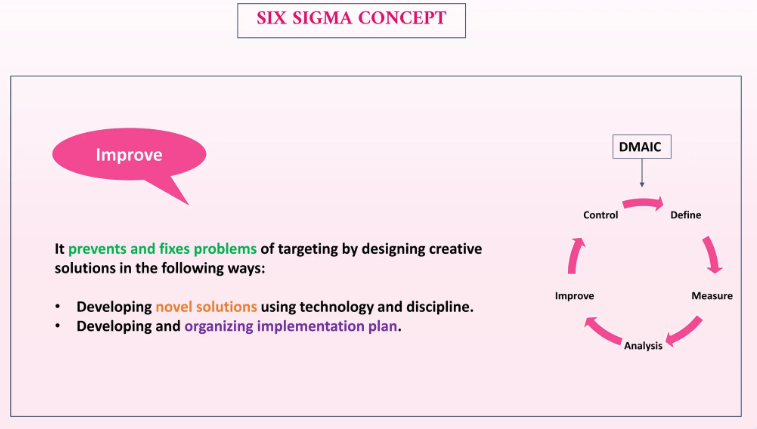 SIX SIGMA CONCEPT
Improve
It prevents and fixes problems of targeting by designing creative
solutions in the following ways:
• Developing novel solutions using technology and discipline.
• Developing and organizing implementation plan.
DMAIC
Control
Define
Improve
Measure
Analysis